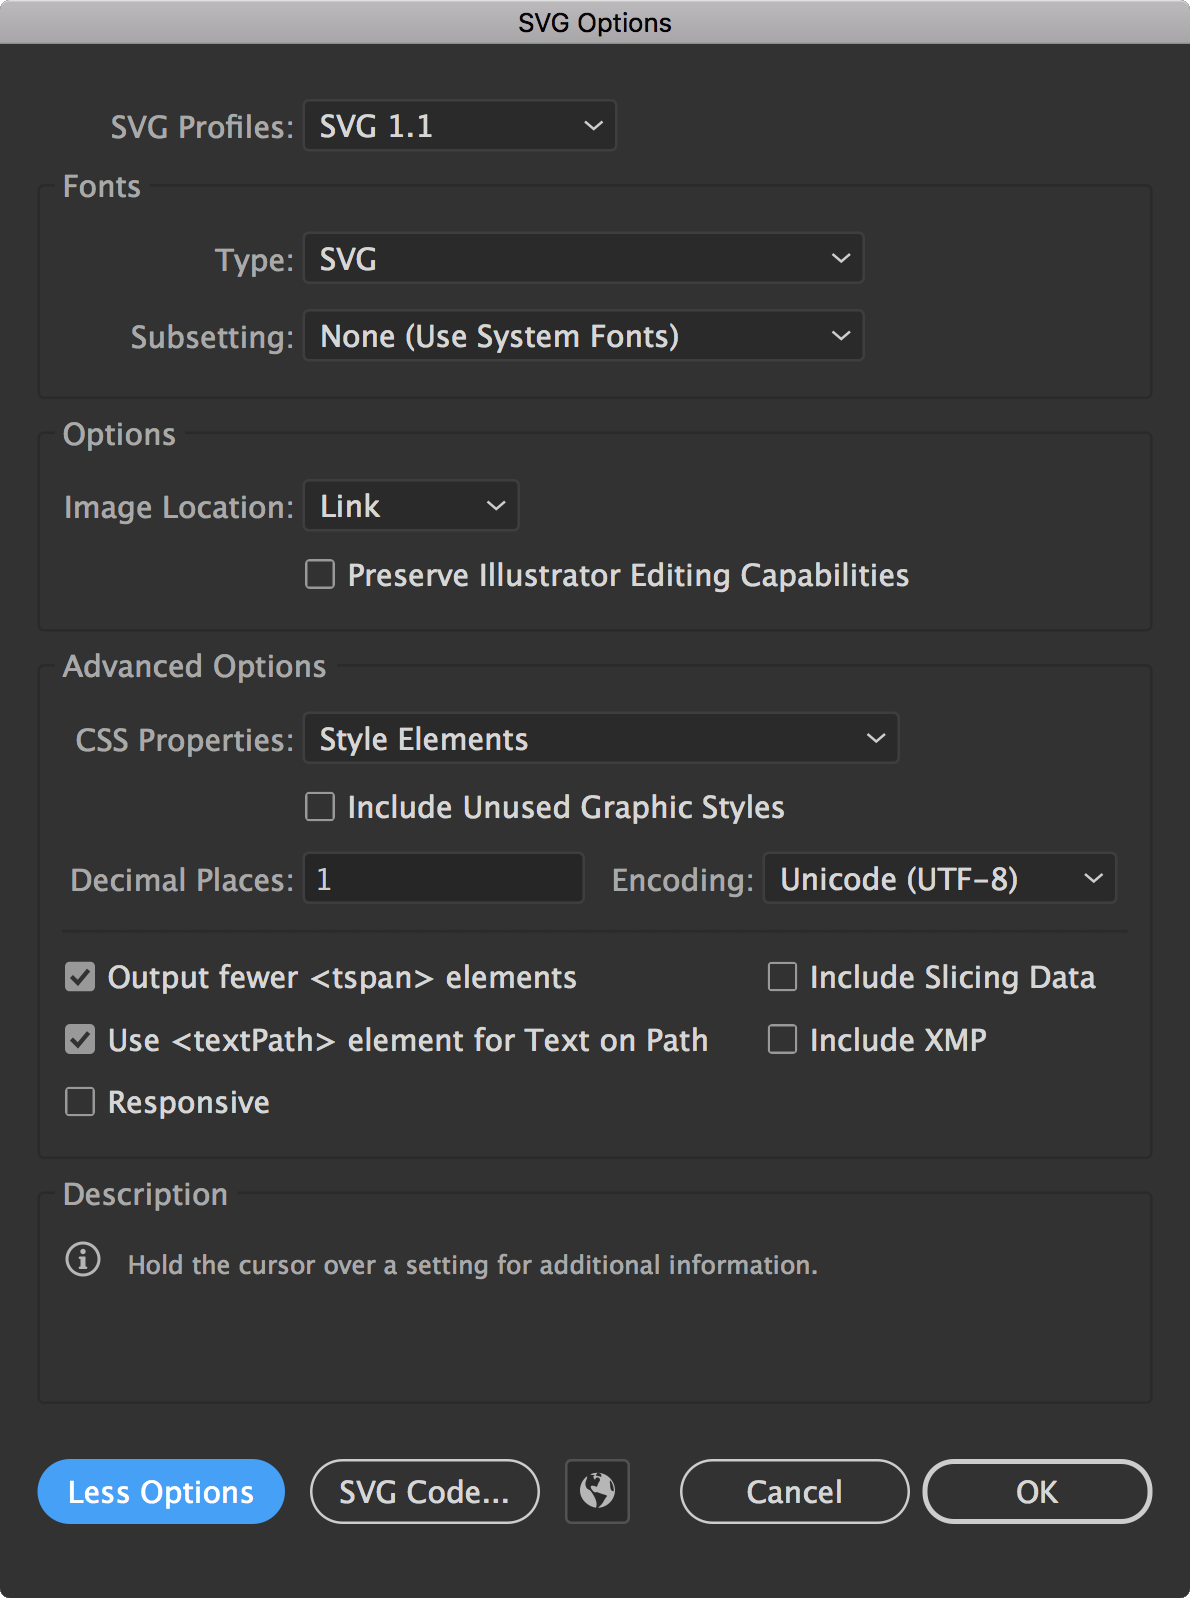 SVG Options
SVG Profiles: SVG 1.1
Fonts
Type: SVG
Subsetting: None (Use System Fonts)
Options
Image Location: Link
Preserve Illustrator Editing Capabilities
Advanced Options
CSS Properties: Style Elements
Include Unused Graphic Styles
Decimal Places: 1 Encoding: Unicode (UTF-8)
Output fewer <tspan> elements Include Slicing Data
Use <textPath> element for Text on Path Include XMP
Responsive
Description
Hold the cursor over a setting for additional information.
Less Options SVG Code... Cancel OK